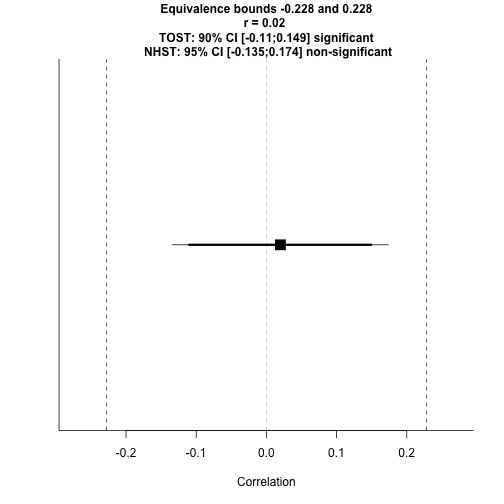 Equivalence bounds -0.228 and 0.228
r = 0.02
TOST: 90% CI [-0.11;0.149] significant
NHST: 95% CI [-0.135;0.174] non-significant
-0.2 -0.1 0.0 0.1 0.2
Correlation